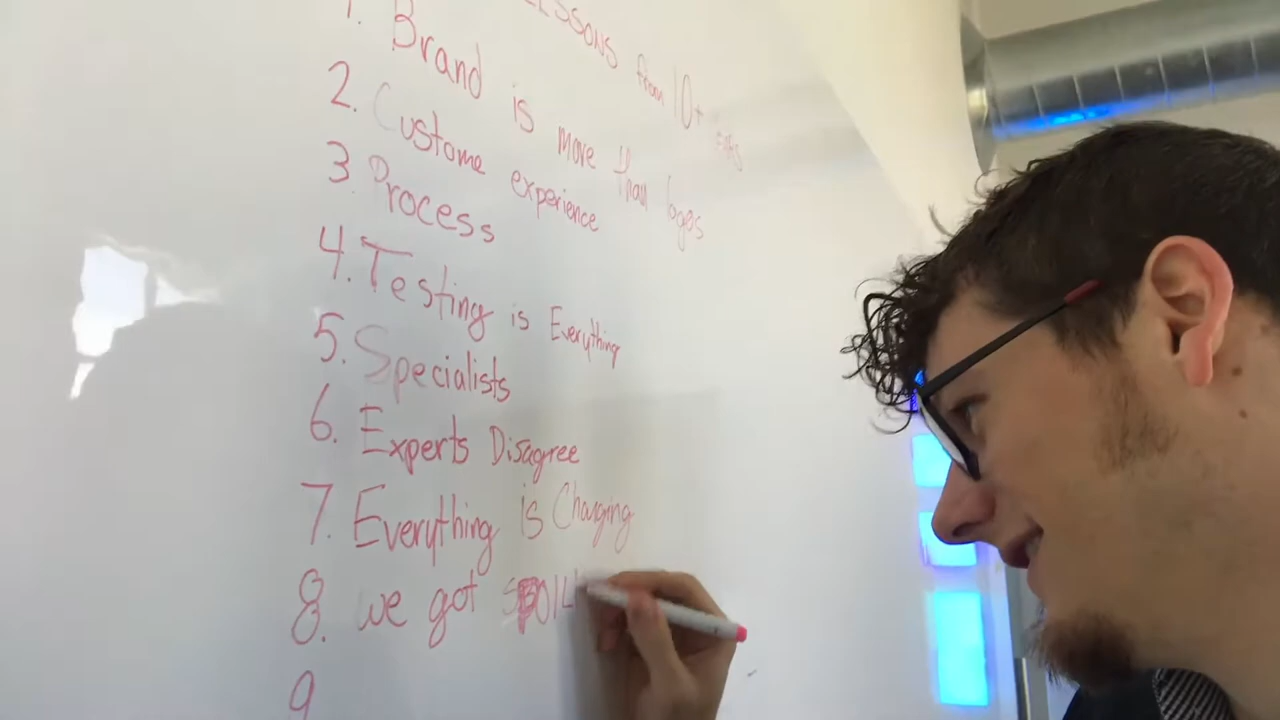 LESSONS from 10+
1. Brand is more than logos
2. Custome experience
3. Process
4. Testing is Everything
5. Specialists
6. Experts Disagree
7. Everything is Changing
8. we got
9